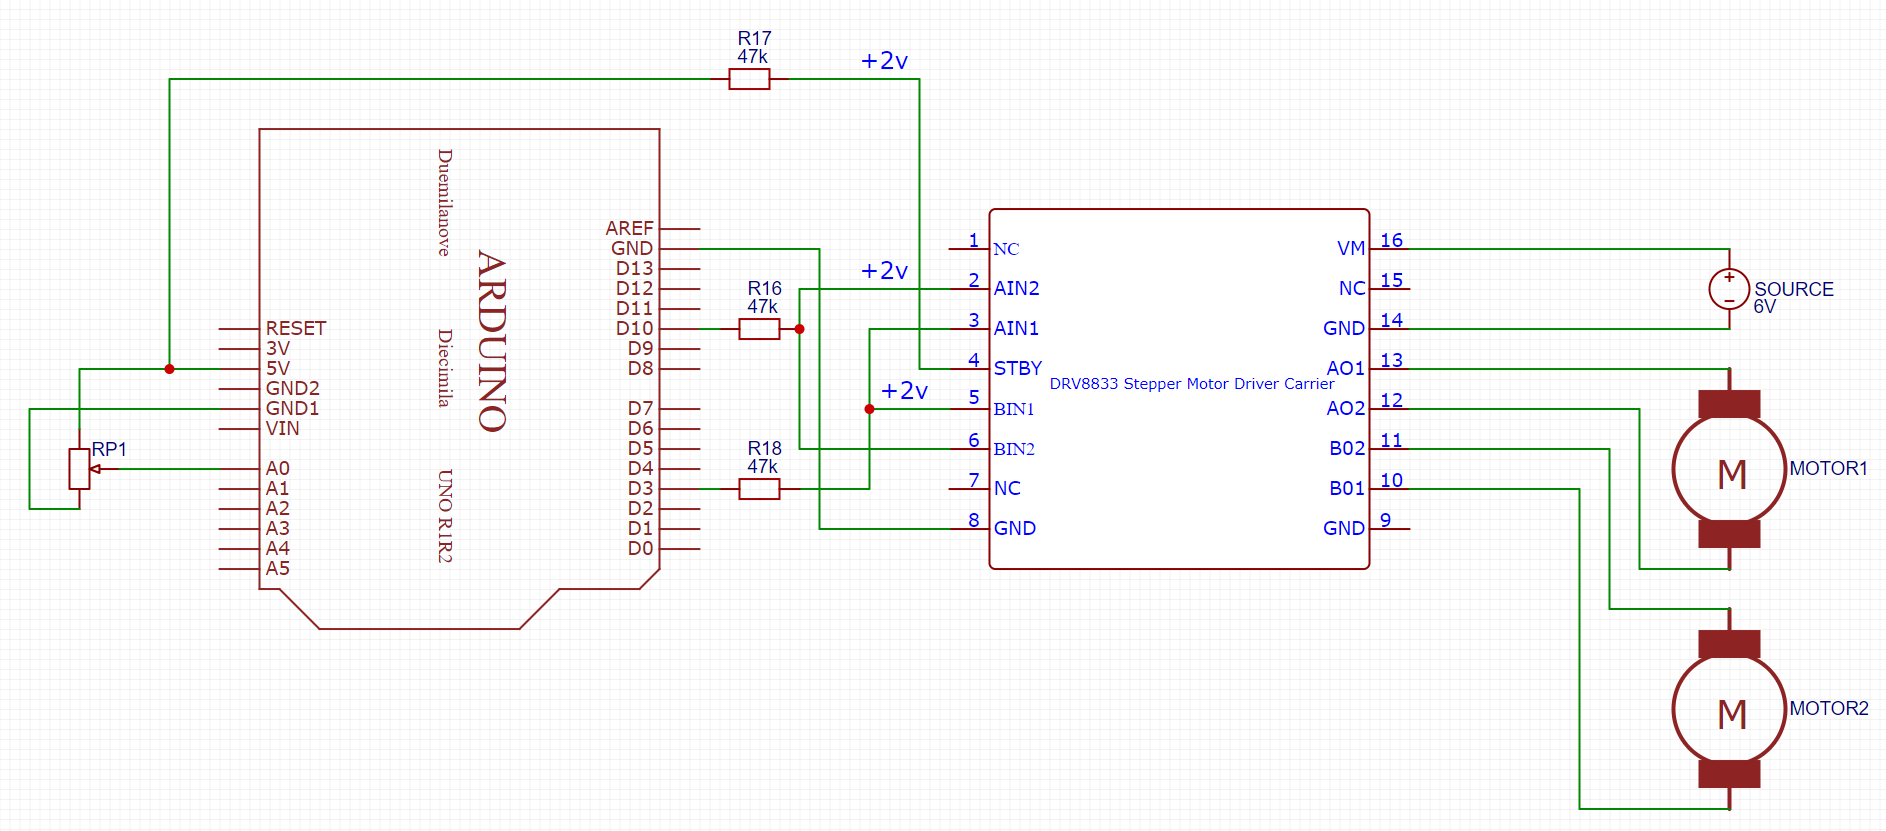 R17
47k
+2v
Duemilanove
Diecimila
UNO R1R2
ARDUINO
RESET
3V
5V
GND2
GND1
VIN
A0
A1
A2
A3
A4
A5
RP1
AREF
GND
D13
D12
D11
D10
D9
D8
D7
D6
D5
D4
D3
D2
D1
D0
R16
47k
R18
47k
+2v
+2v
1 NC
2 AIN2
3 AIN1
4 STBY
5 BIN1
6 BIN2
7 NC
8 GND
DRV8833 Stepper Motor Driver Carrier
VM 16
NC 15
GND 14
AO1 13
AO2 12
B02 11
B01 10
GND 9
SOURCE
6V
M
MOTOR1
M
MOTOR2